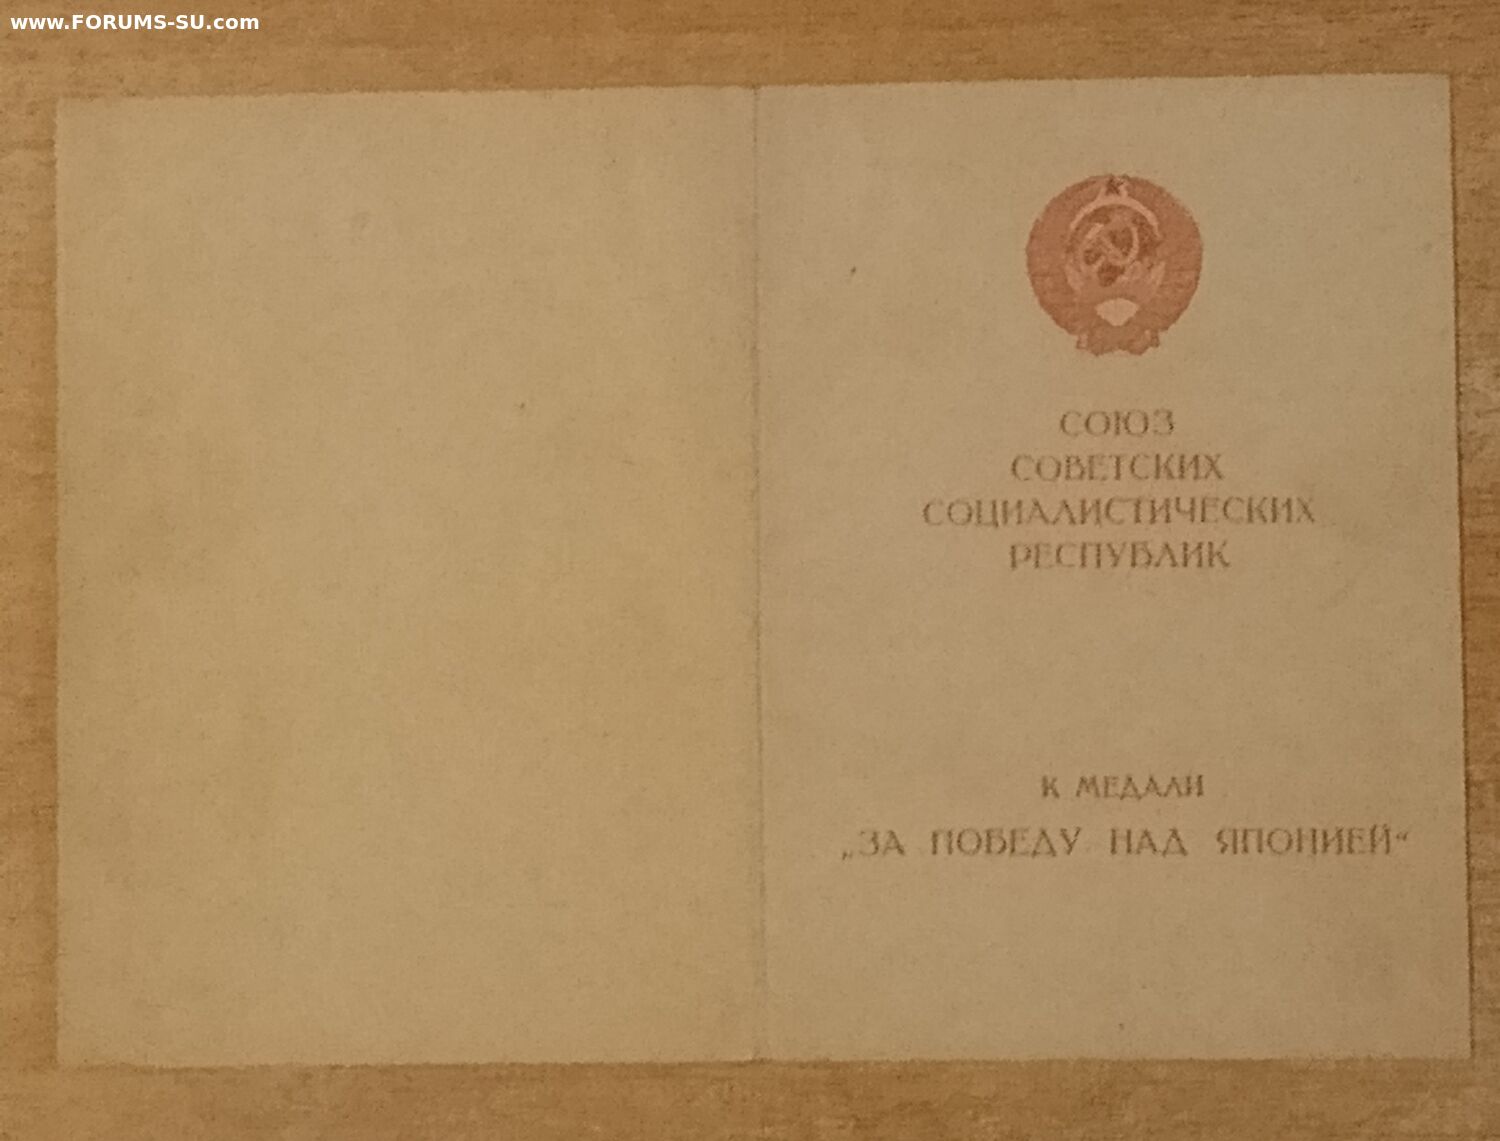 www.FORUMS-SU.com
СОЮЗ
СОВЕТСКИХ
СОЦИАЛИСТИЧЕСКИХ
РЕСПУБЛИК
К МЕДАЛИ
„ЗА ПОБЕДУ НАД ЯПОНИЕЙ“